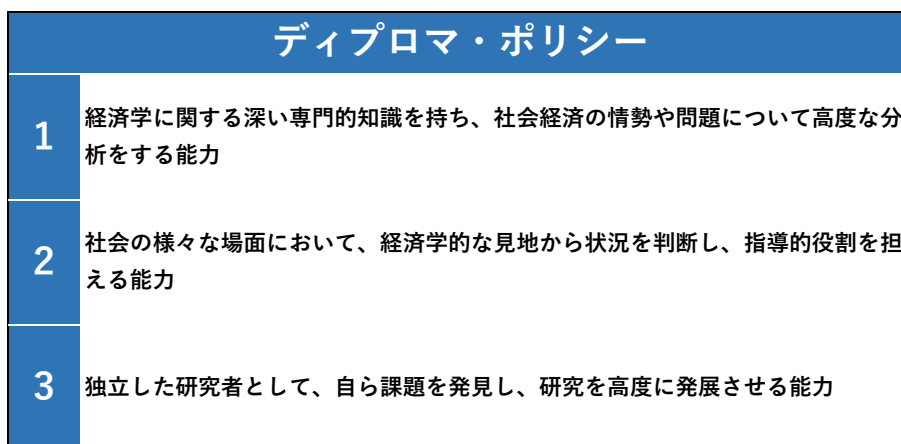 ディプロマ・ポリシー
1
経済学に関する深い専門的知識を持ち、社会経済の情勢や問題について高度な分
析をする能力
2
社会の様々な場面において、経済学的な見地から状況を判断し、指導的役割を担
える能力
3
独立した研究者として、自ら課題を発見し、研究を高度に発展させる能力